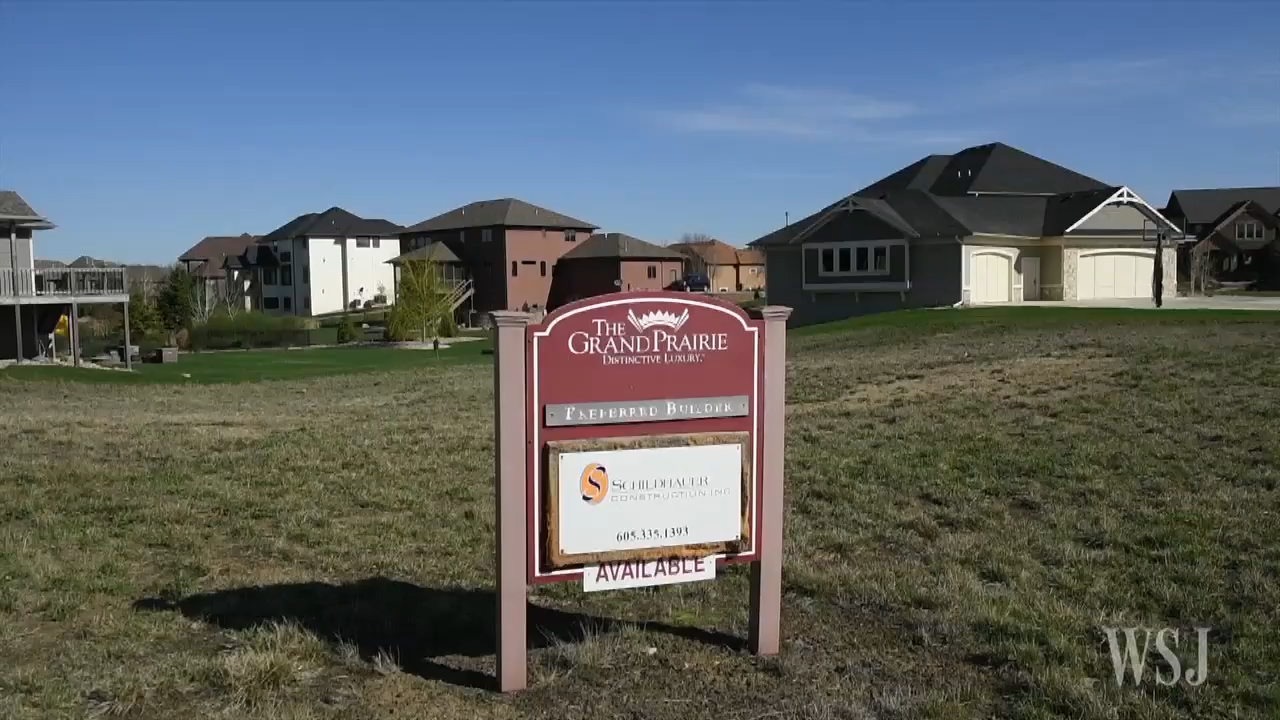 THE
GRAND PRAIRIE
DISTINCTIVE LUXURY.
PREFERRED BUILDER
S
SCHILDHAUER
CONSTRUCTION INC
605.335.1393
AVAILABLE
WSJ